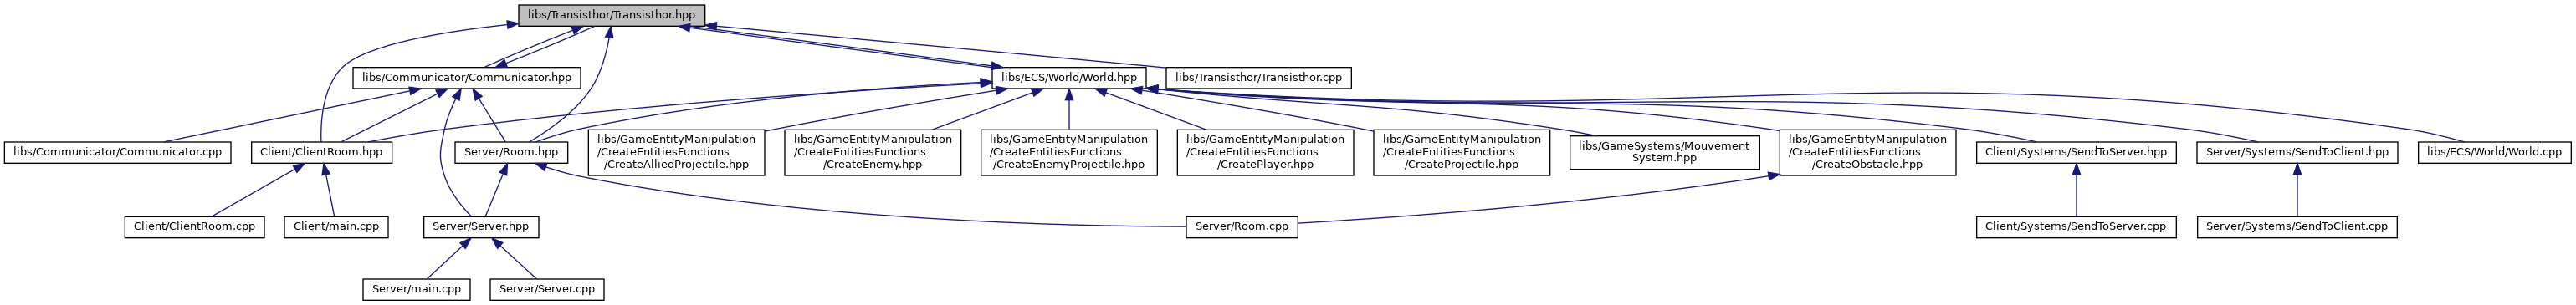 libs/Transisthor/Transisthor.hpp
libs/Communicator/Communicator.hpp
libs/ECS/World/World.hpp
libs/Transisthor/Transisthor.cpp
libs/Communicator/Communicator.cpp
Client/ClientRoom.hpp
Server/Room.hpp
libs/GameEntityManipulation
/CreateEntitiesFunctions
/CreateAlliedProjectile.hpp
libs/GameEntityManipulation
/CreateEntitiesFunctions
/CreateEnemy.hpp
libs/GameEntityManipulation
/CreateEntitiesFunctions
/CreateEnemyProjectile.hpp
libs/GameEntityManipulation
/CreateEntitiesFunctions
/CreatePlayer.hpp
libs/GameEntityManipulation
/CreateEntitiesFunctions
/CreateProjectile.hpp
libs/GameSystems/Mouvement
System.hpp
libs/GameEntityManipulation
/CreateEntitiesFunctions
/CreateObstacle.hpp
Client/Systems/SendToServer.hpp
Server/Systems/SendToClient.hpp
libs/ECS/World/World.cpp
Client/ClientRoom.cpp
Client/main.cpp
Server/Server.hpp
Server/Room.cpp
Client/Systems/SendToServer.cpp
Server/Systems/SendToClient.cpp
Server/main.cpp
Server/Server.cpp